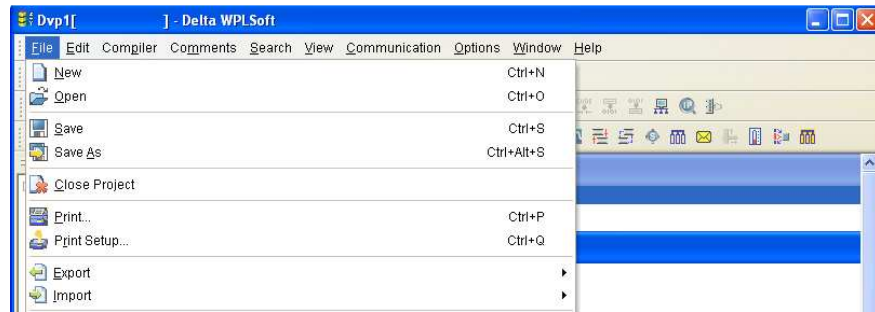 Dvp1[ ] - Delta WPLSoft
File Edit Compiler Comments Search View Communication Options Window Help
New Ctrl+N
Open Ctrl+O
Save Ctrl+S
Save As Ctrl+Alt+S
Close Project
Print... Ctrl+P
Print Setup... Ctrl+Q
Export
Import